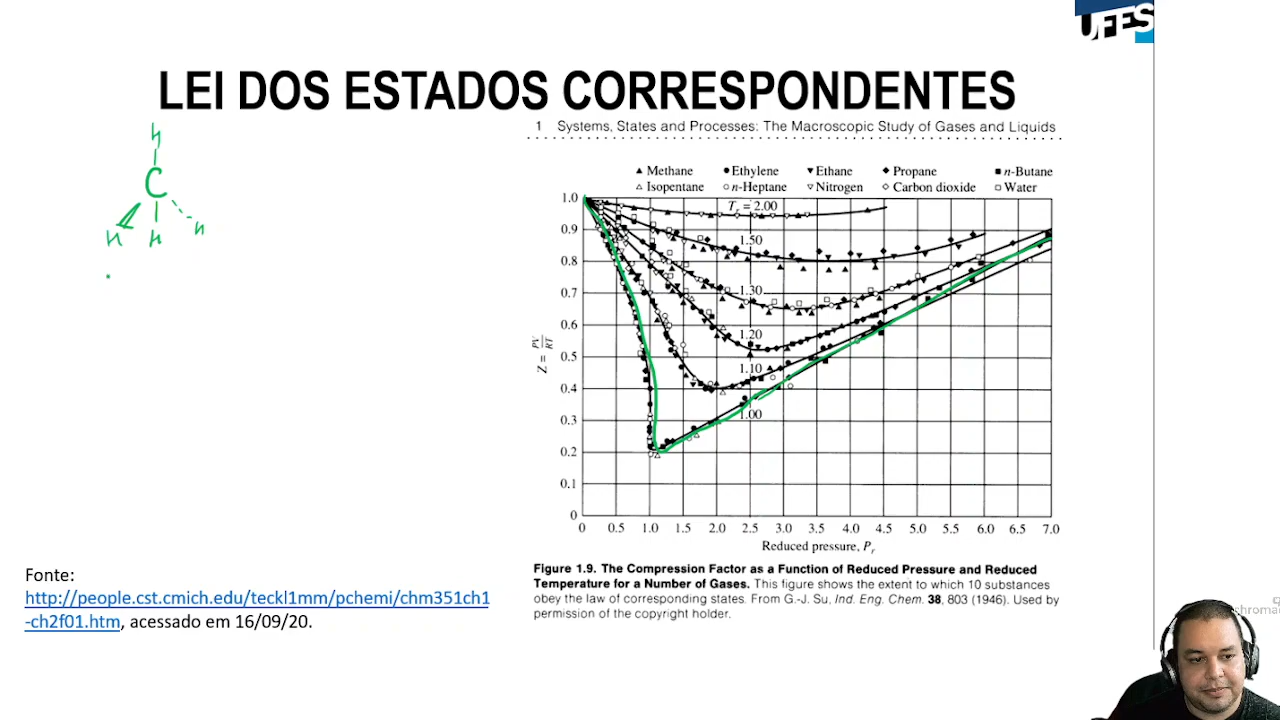 UFES
LEI DOS ESTADOS CORRESPONDENTES
1 Systems, States and Processes: The Macroscopic Study of Gases and Liquids
h
C
H H H
▲ Methane ● Ethylene ▼ Ethane ◆ Propane ■ n-Butane
△ Isopentane ○ n-Heptane ▽ Nitrogen ◇ Carbon dioxide □ Water
Tr = 2.00
1.50
1.30
1.20
1.10
1.00
1.0
0.9
0.8
0.7
0.6
0.5
0.4
0.3
0.2
0.1
0
Z = PV/RT
0 0.5 1.0 1.5 2.0 2.5 3.0 3.5 4.0 4.5 5.0 5.5 6.0 6.5 7.0
Reduced pressure, Pr
Figure 1.9. The Compression Factor as a Function of Reduced Pressure and Reduced
Temperature for a Number of Gases. This figure shows the extent to which 10 substances
obey the law of corresponding states. From G.-J. Su, Ind. Eng. Chem. 38, 803 (1946). Used by
permission of the copyright holder.
Fonte:
http://people.cst.cmich.edu/teckl1mm/pchemi/chm351ch1
-ch2f01.htm, acessado em 16/09/20.